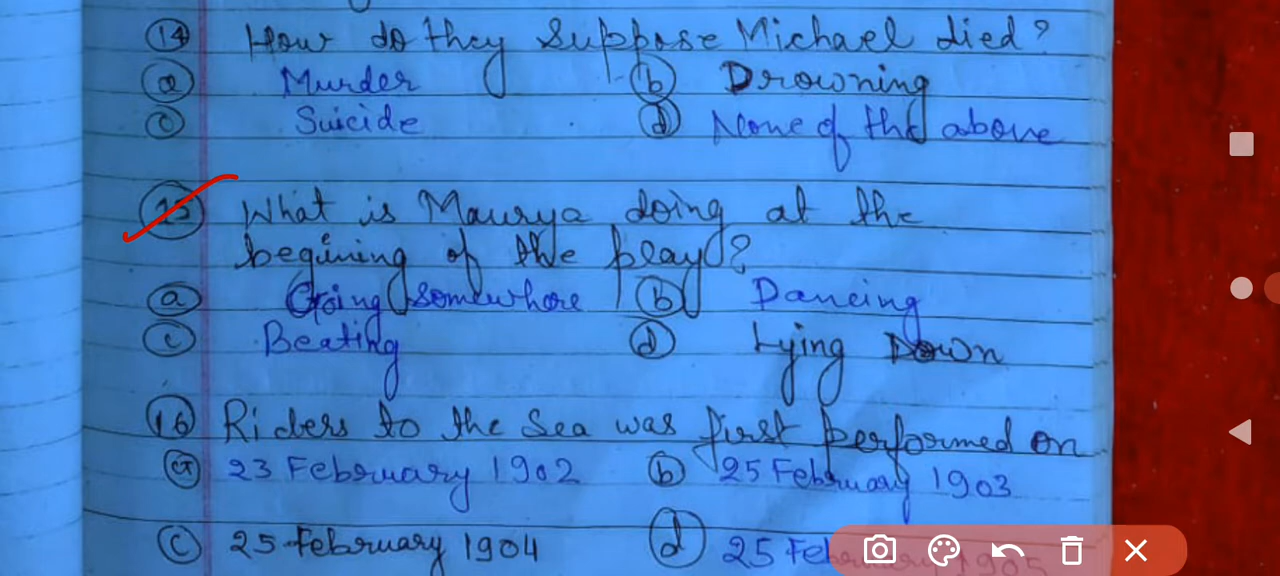 14 How do they Suppose Michael died?
a Murder b Drowning
c Suicide d None of the above
15 What is Maurya doing at the
begining of the play?
a Going somewhere b Dancing
c Beating d Lying Down
16 Riders to the Sea was first performed on
a 23 February 1902 b 25 February 1903
c 25 February 1904 d 25 February 1905